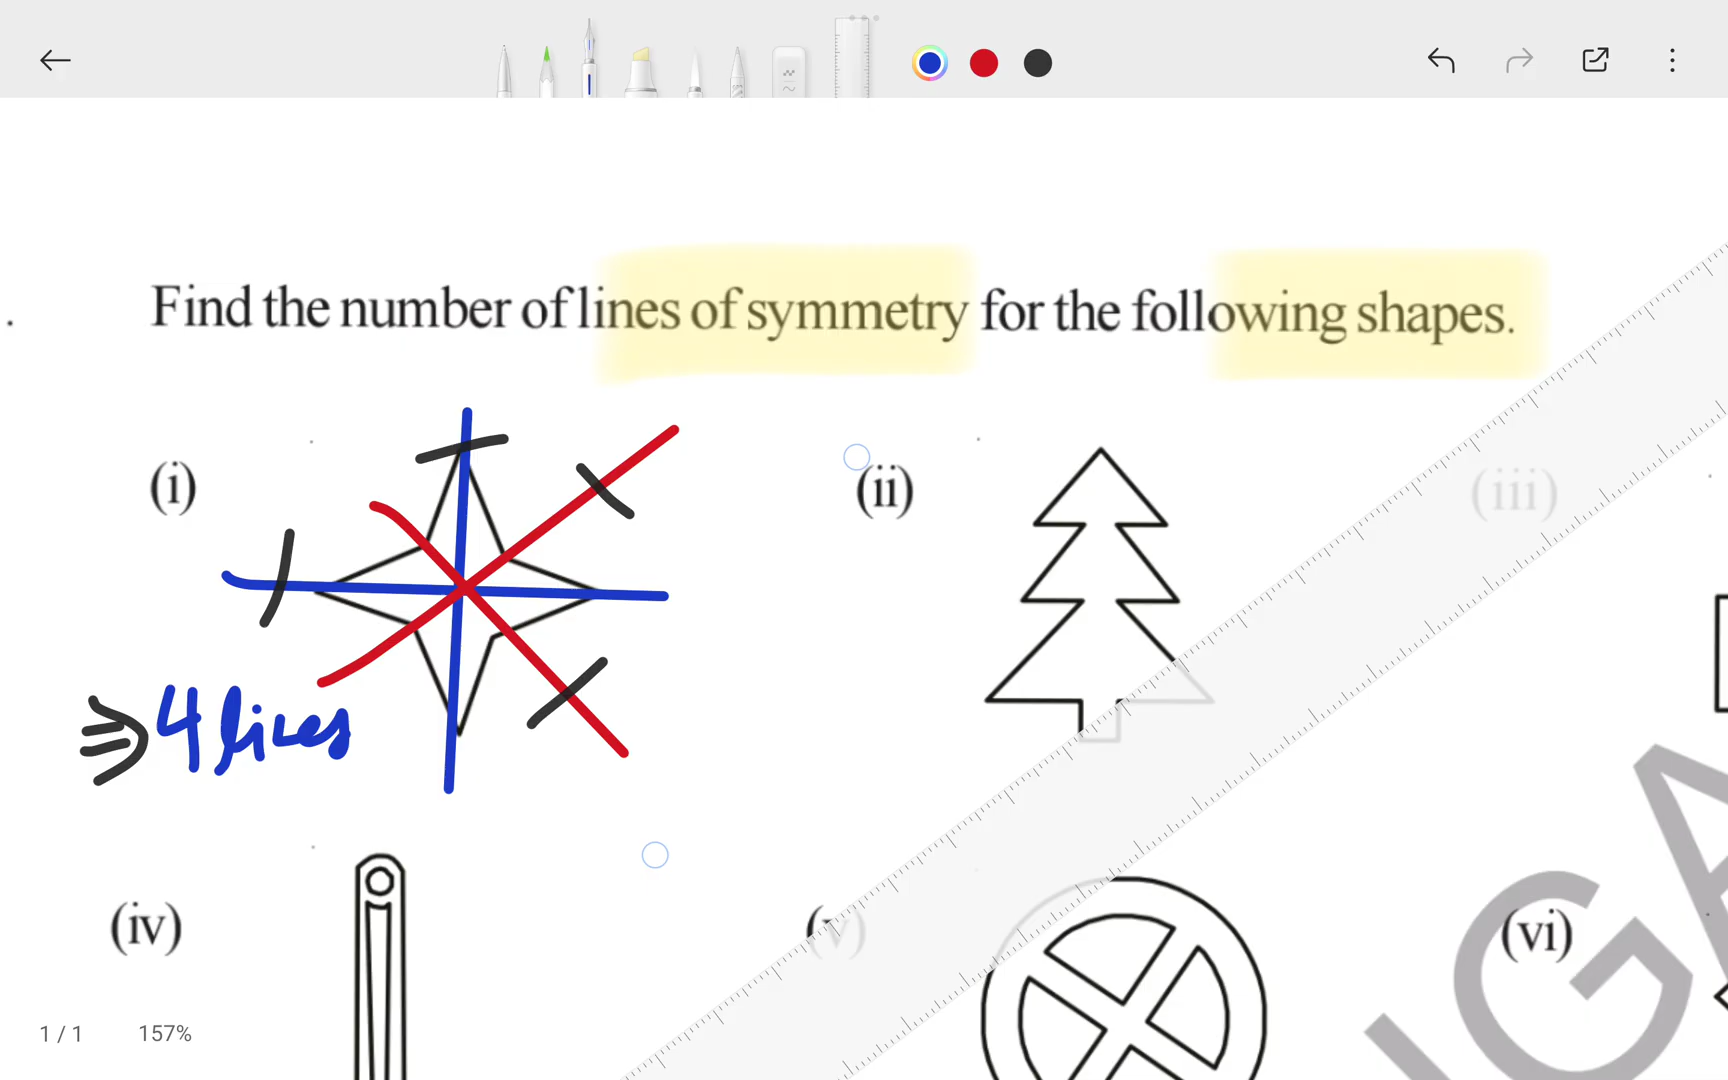 Find the number of lines of symmetry for the following shapes.
(i)
(ii)
(iii)
⇒ 4 lines
(iv)
(v)
(vi)
GA
1 / 1 157%